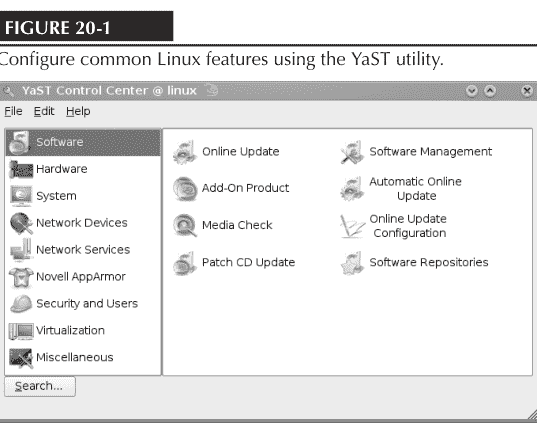 FIGURE 20-1
Configure common Linux features using the YaST utility.
YaST Control Center @ linux
File Edit Help
Software
Hardware
System
Network Devices
Network Services
Novell AppArmor
Security and Users
Virtualization
Miscellaneous
Search...
Online Update
Software Management
Add-On Product
Automatic Online
Update
Media Check
Online Update
Configuration
Patch CD Update
Software Repositories